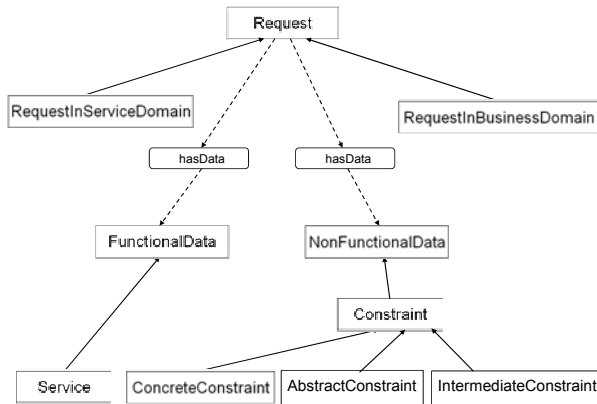 Request
RequestInServiceDomain
RequestInBusinessDomain
hasData
hasData
FunctionalData
NonFunctionalData
Constraint
Service
ConcreteConstraint
AbstractConstraint
IntermediateConstraint